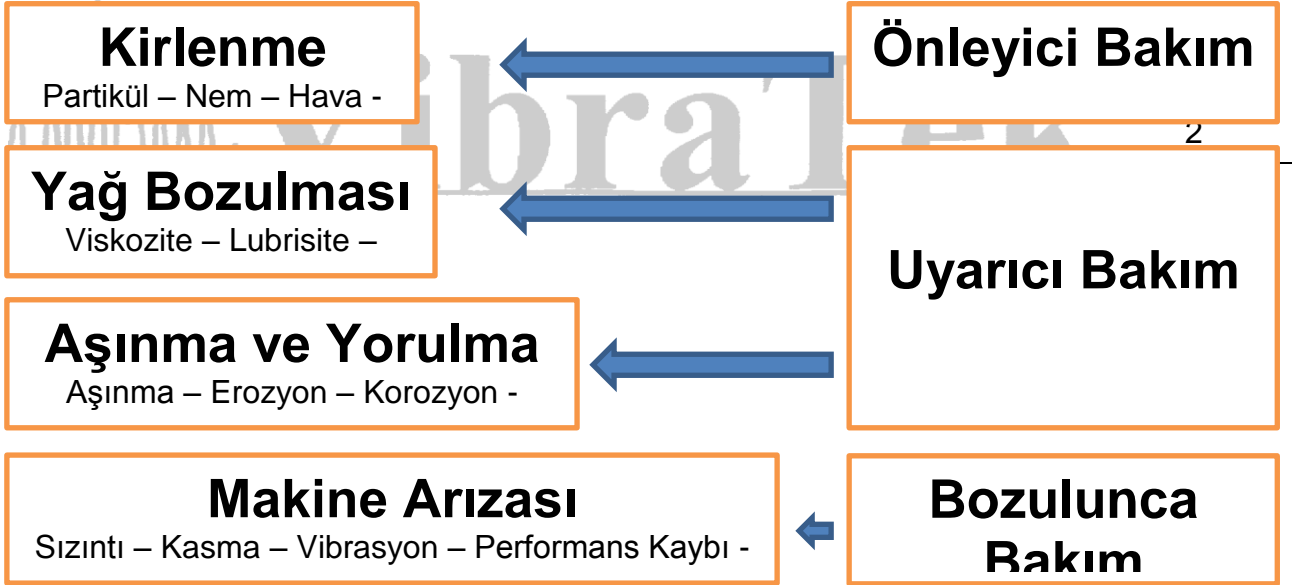 Kirlenme
Partikül – Nem – Hava -
Önleyici Bakım
VibraTek
2
Yağ Bozulması
Viskozite – Lubrisite –
Uyarıcı Bakım
Aşınma ve Yorulma
Aşınma – Erozyon – Korozyon -
Makine Arızası
Sızıntı – Kasma – Vibrasyon – Performans Kaybı -
Bozulunca
Bakım